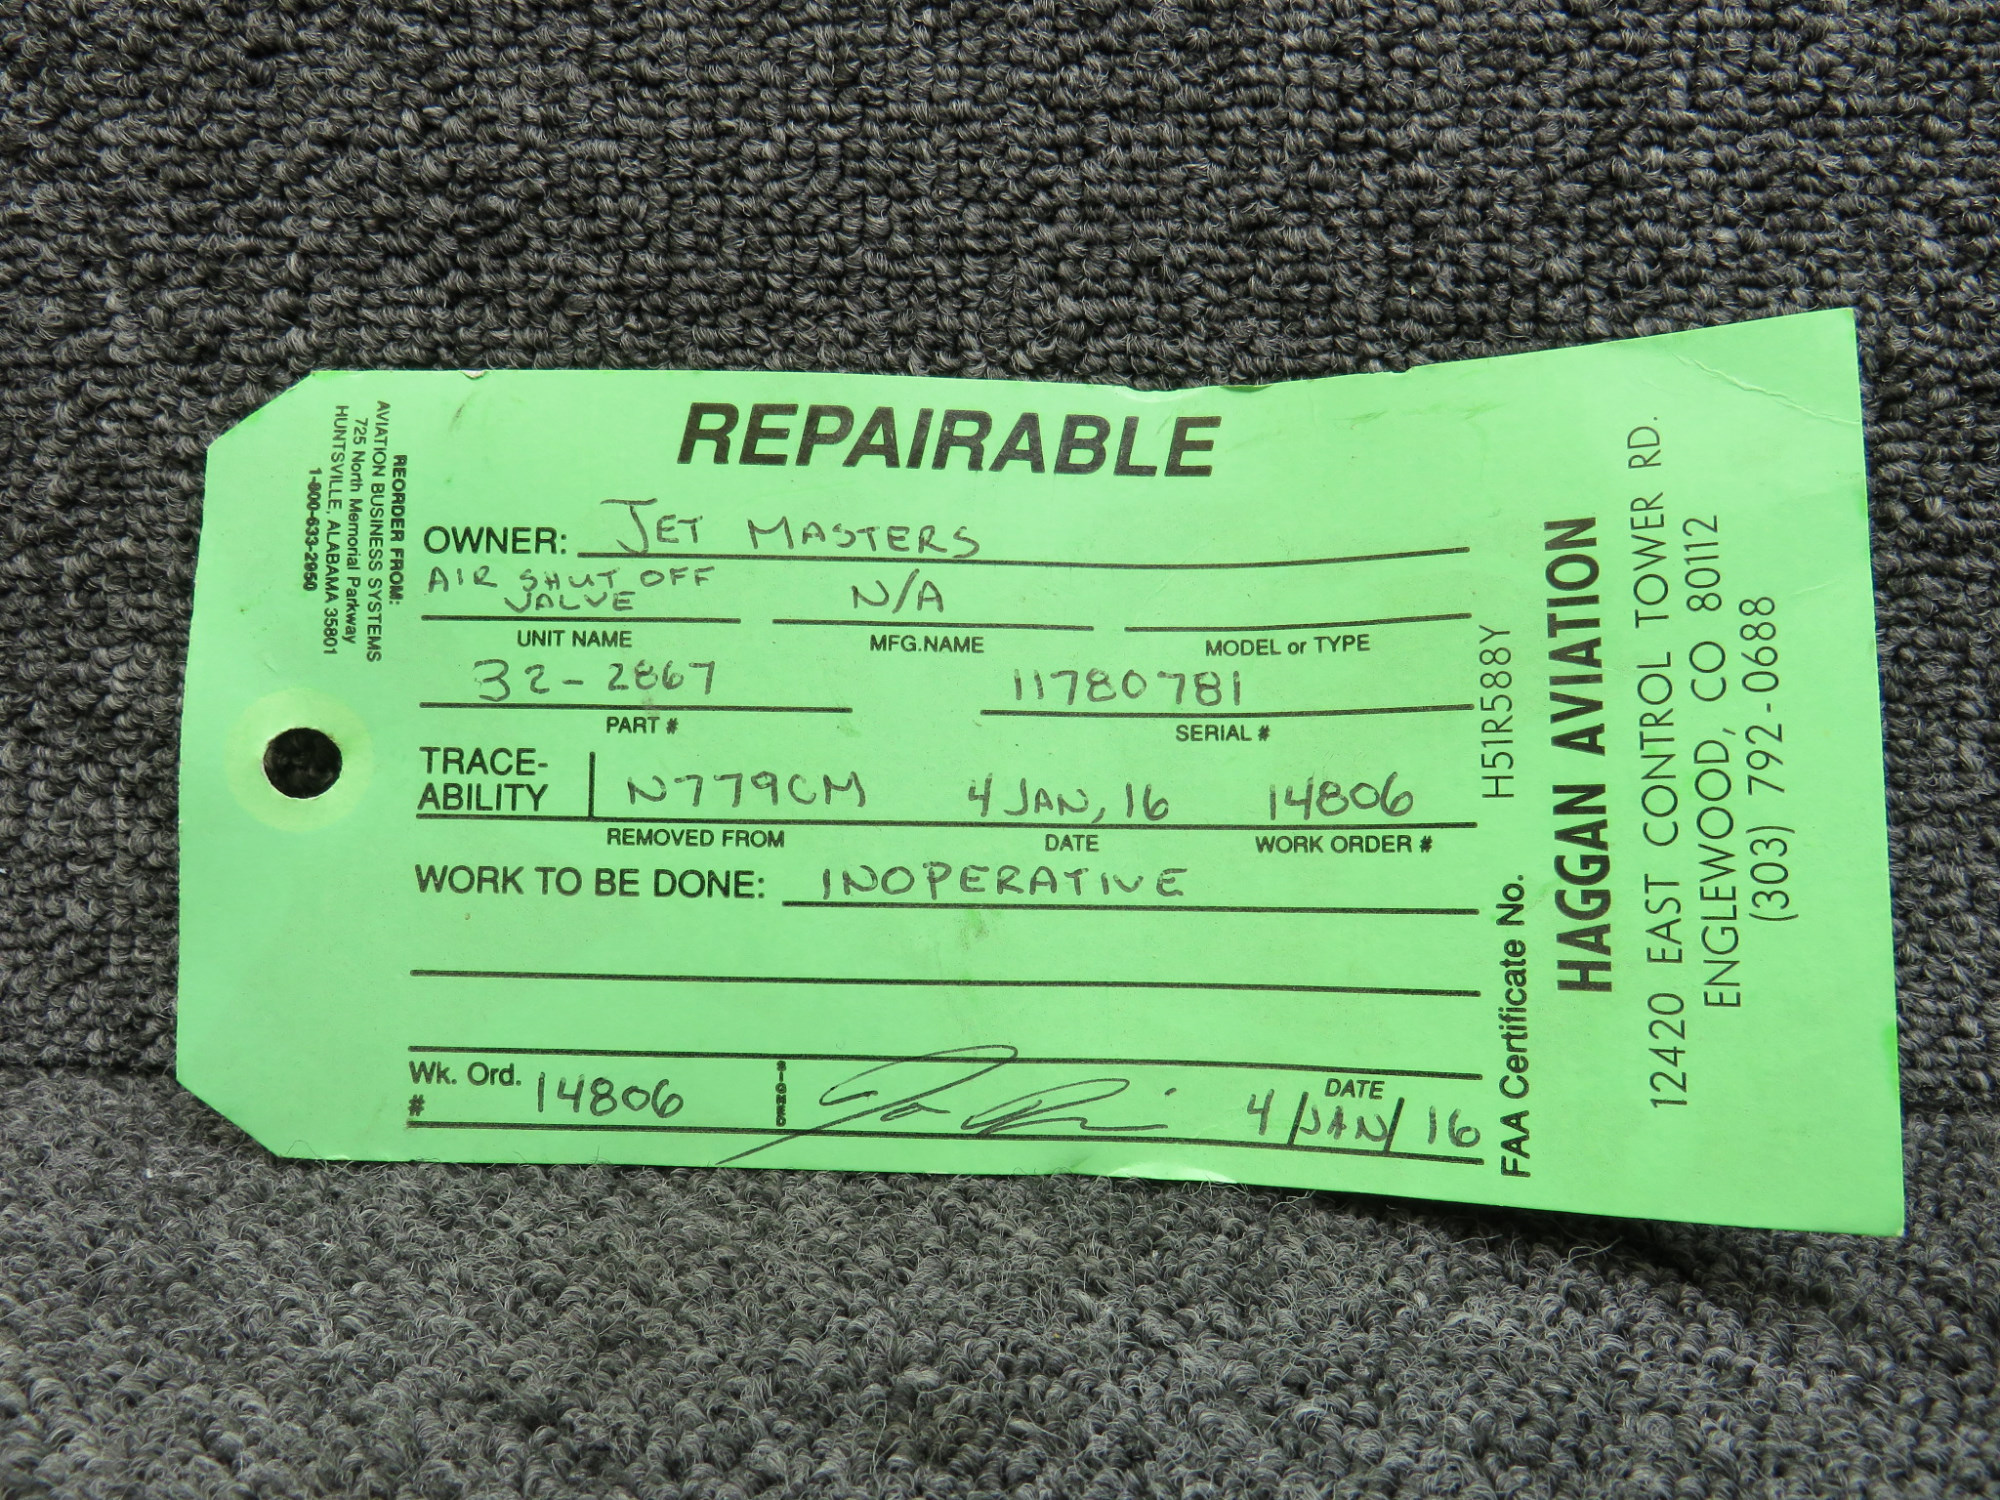 REPAIRABLE
OWNER: JET MASTERS
AIR SHUT OFF
VALVE
N/A
UNIT NAME MFG.NAME MODEL or TYPE
32-2867 11780781
PART # SERIAL #
TRACE-
ABILITY
N779CM 4 JAN, 16 14806
REMOVED FROM DATE WORK ORDER #
WORK TO BE DONE: INOPERATIVE
Wk. Ord.
# 14806
SIGNED
DATE
4/JAN/16
REORDER FROM:
AVIATION BUSINESS SYSTEMS
725 North Memorial Parkway
HUNTSVILLE, ALABAMA 35801
1-800-633-2950
FAA Certificate No. H51R588Y
HAGGAN AVIATION
12420 EAST CONTROL TOWER RD.
ENGLEWOOD, CO 80112
(303) 792-0688